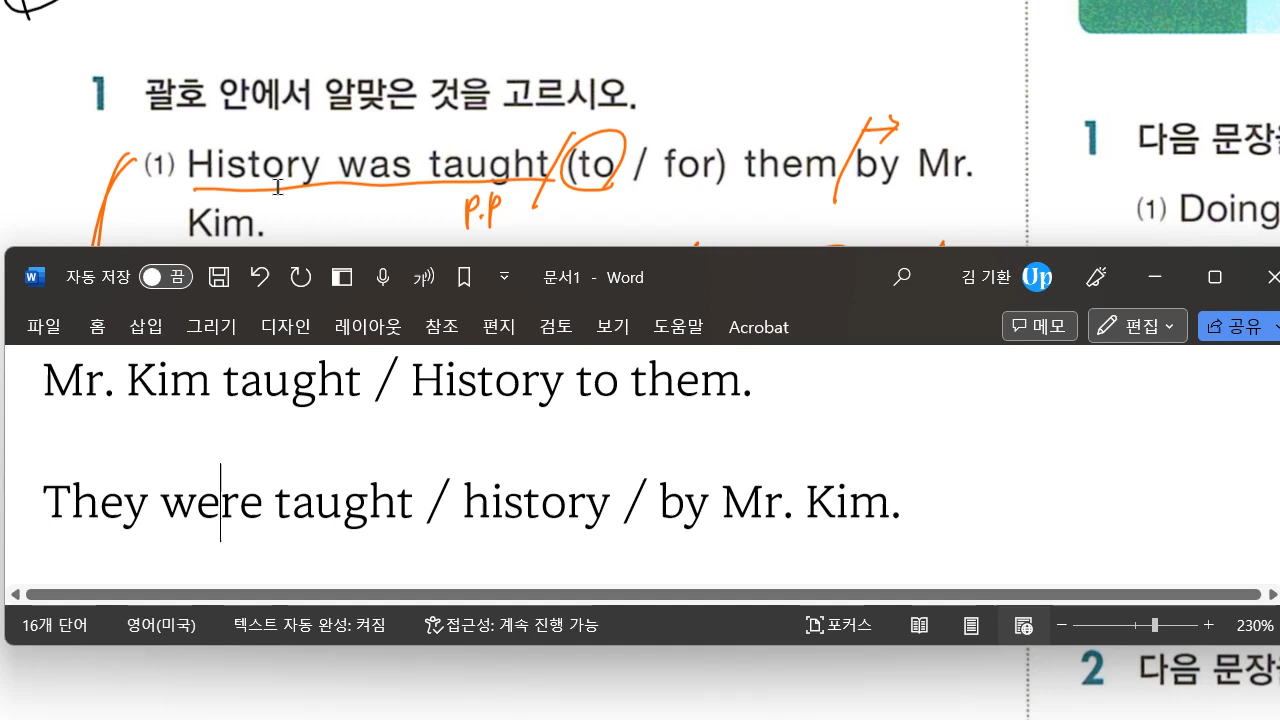 1 괄호 안에서 알맞은 것을 고르시오.
(1) History was taught (to / for) them by Mr.
p.p
Kim.
1 다음 문장을
(1) Doing
자동 저장 끔 문서1 - Word 김 기환 Up
파일 홈 삽입 그리기 디자인 레이아웃 참조 편지 검토 보기 도움말 Acrobat 메모 편집 공유
Mr. Kim taught / History to them.
They were taught / history / by Mr. Kim.
16개 단어 영어(미국) 텍스트 자동 완성: 켜짐 접근성: 계속 진행 가능 포커스 230%
2 다음 문장을